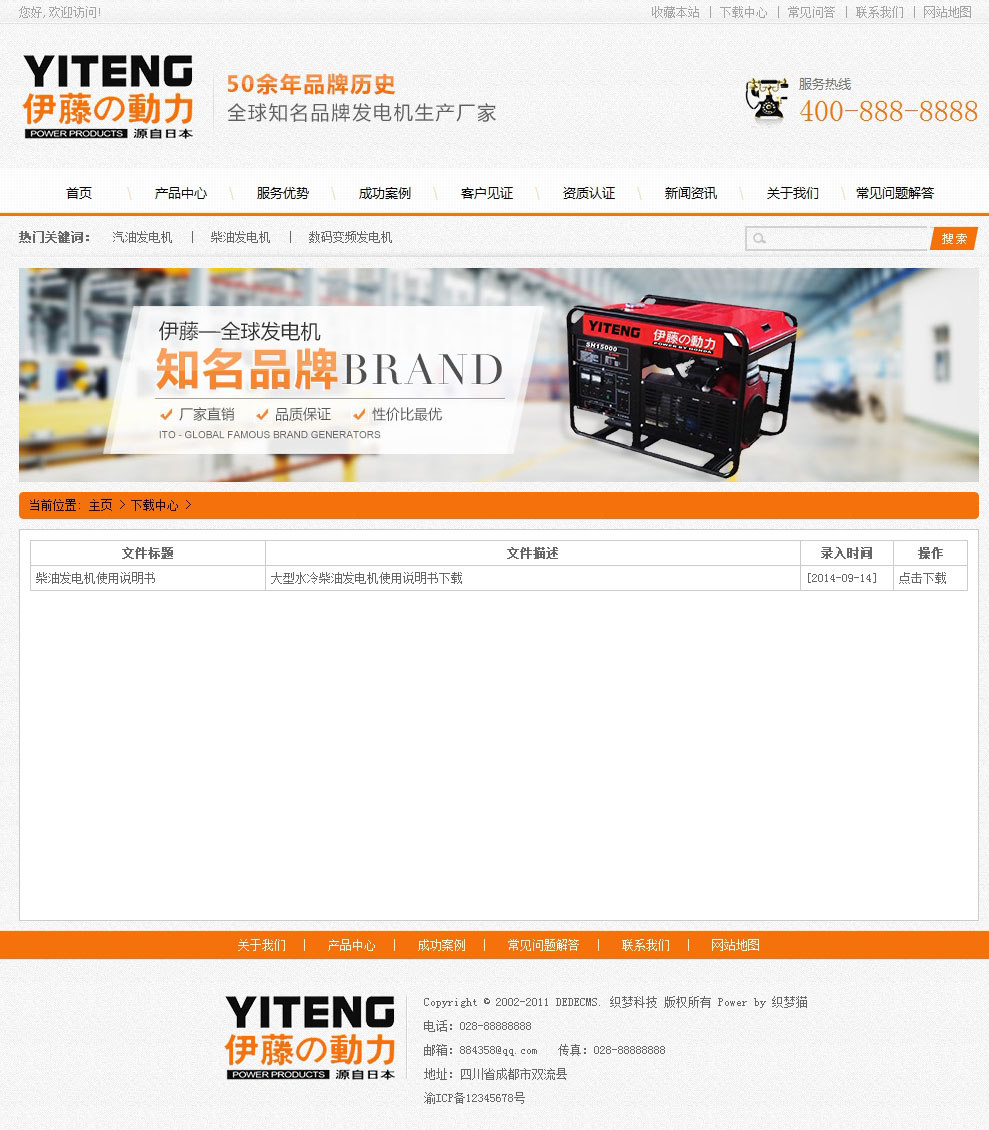 您好, 欢迎访问!
收藏本站 | 下载中心 | 常见问答 | 联系我们 | 网站地图
YITENG
伊藤の動力
POWER PRODUCTS 源自日本
50余年品牌历史
全球知名品牌发电机生产厂家
服务热线
400-888-8888
首页 产品中心 服务优势 成功案例 客户见证 资质认证 新闻资讯 关于我们 常见问题解答
热门关键词： 汽油发电机 | 柴油发电机 | 数码变频发电机
搜索
伊藤—全球发电机
知名品牌BRAND
厂家直销 品质保证 性价比最优
ITO - GLOBAL FAMOUS BRAND GENERATORS
YITENG 伊藤の動力
POWER BY HONDA
SH15000
当前位置: 主页 > 下载中心 >
文件标题 文件描述 录入时间 操作
柴油发电机使用说明书 大型水冷柴油发电机使用说明书下载 [2014-09-14] 点击下载
关于我们 | 产品中心 | 成功案例 | 常见问题解答 | 联系我们 | 网站地图
YITENG
伊藤の動力
POWER PRODUCTS 源自日本
Copyright © 2002-2011 DEDECMS. 织梦科技 版权所有 Power by 织梦猫
电话：028-88888888
邮箱：884358@qq.com 传真：028-88888888
地址：四川省成都市双流县
渝ICP备12345678号